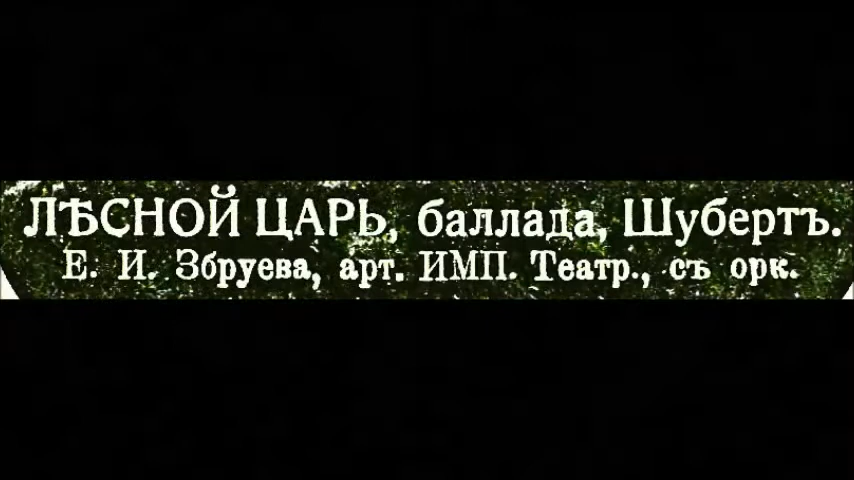 ЛѢСНОЙ ЦАРЬ, баллада, Шубертъ.
Е. И. Збруева, арт. ИМП. Театр., съ орк.